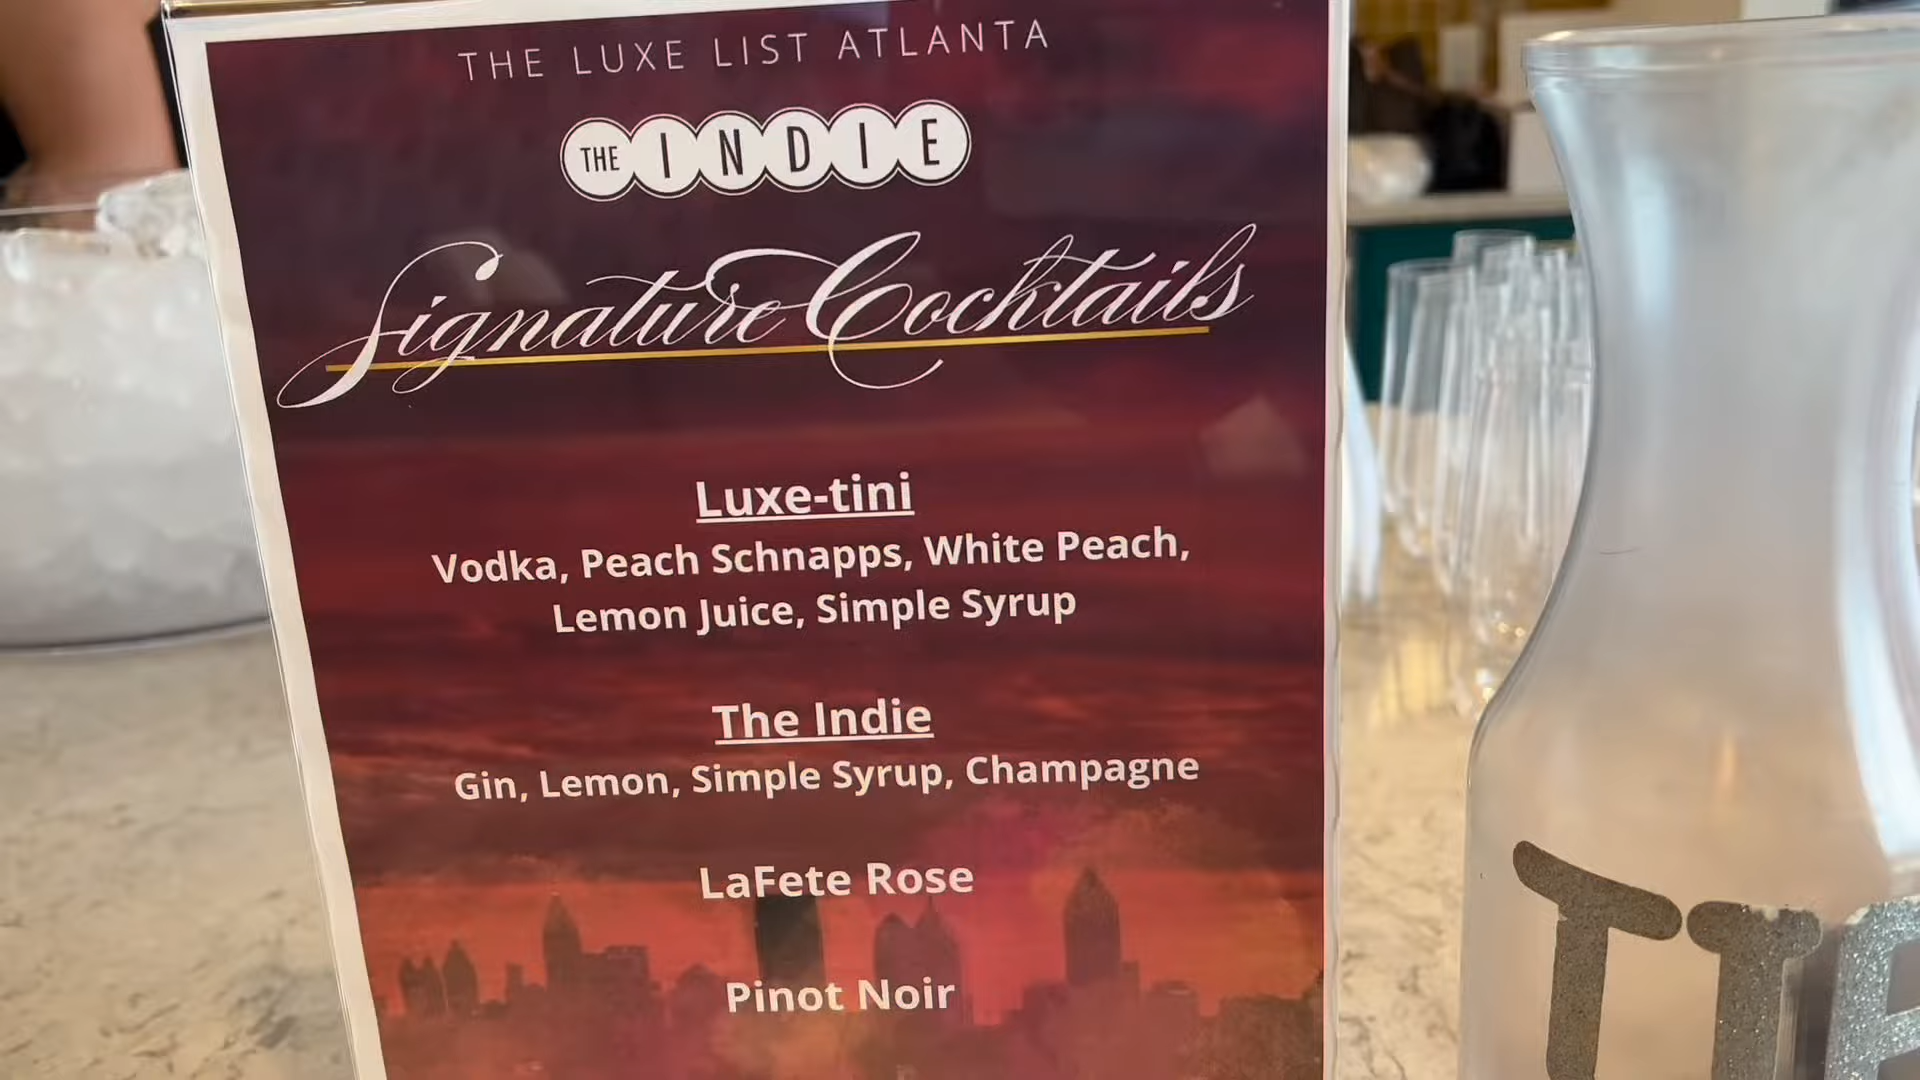 THE LUXE LIST ATLANTA
THE INDIE
Signature Cocktails
Luxe-tini
Vodka, Peach Schnapps, White Peach,
Lemon Juice, Simple Syrup
The Indie
Gin, Lemon, Simple Syrup, Champagne
LaFete Rose
Pinot Noir